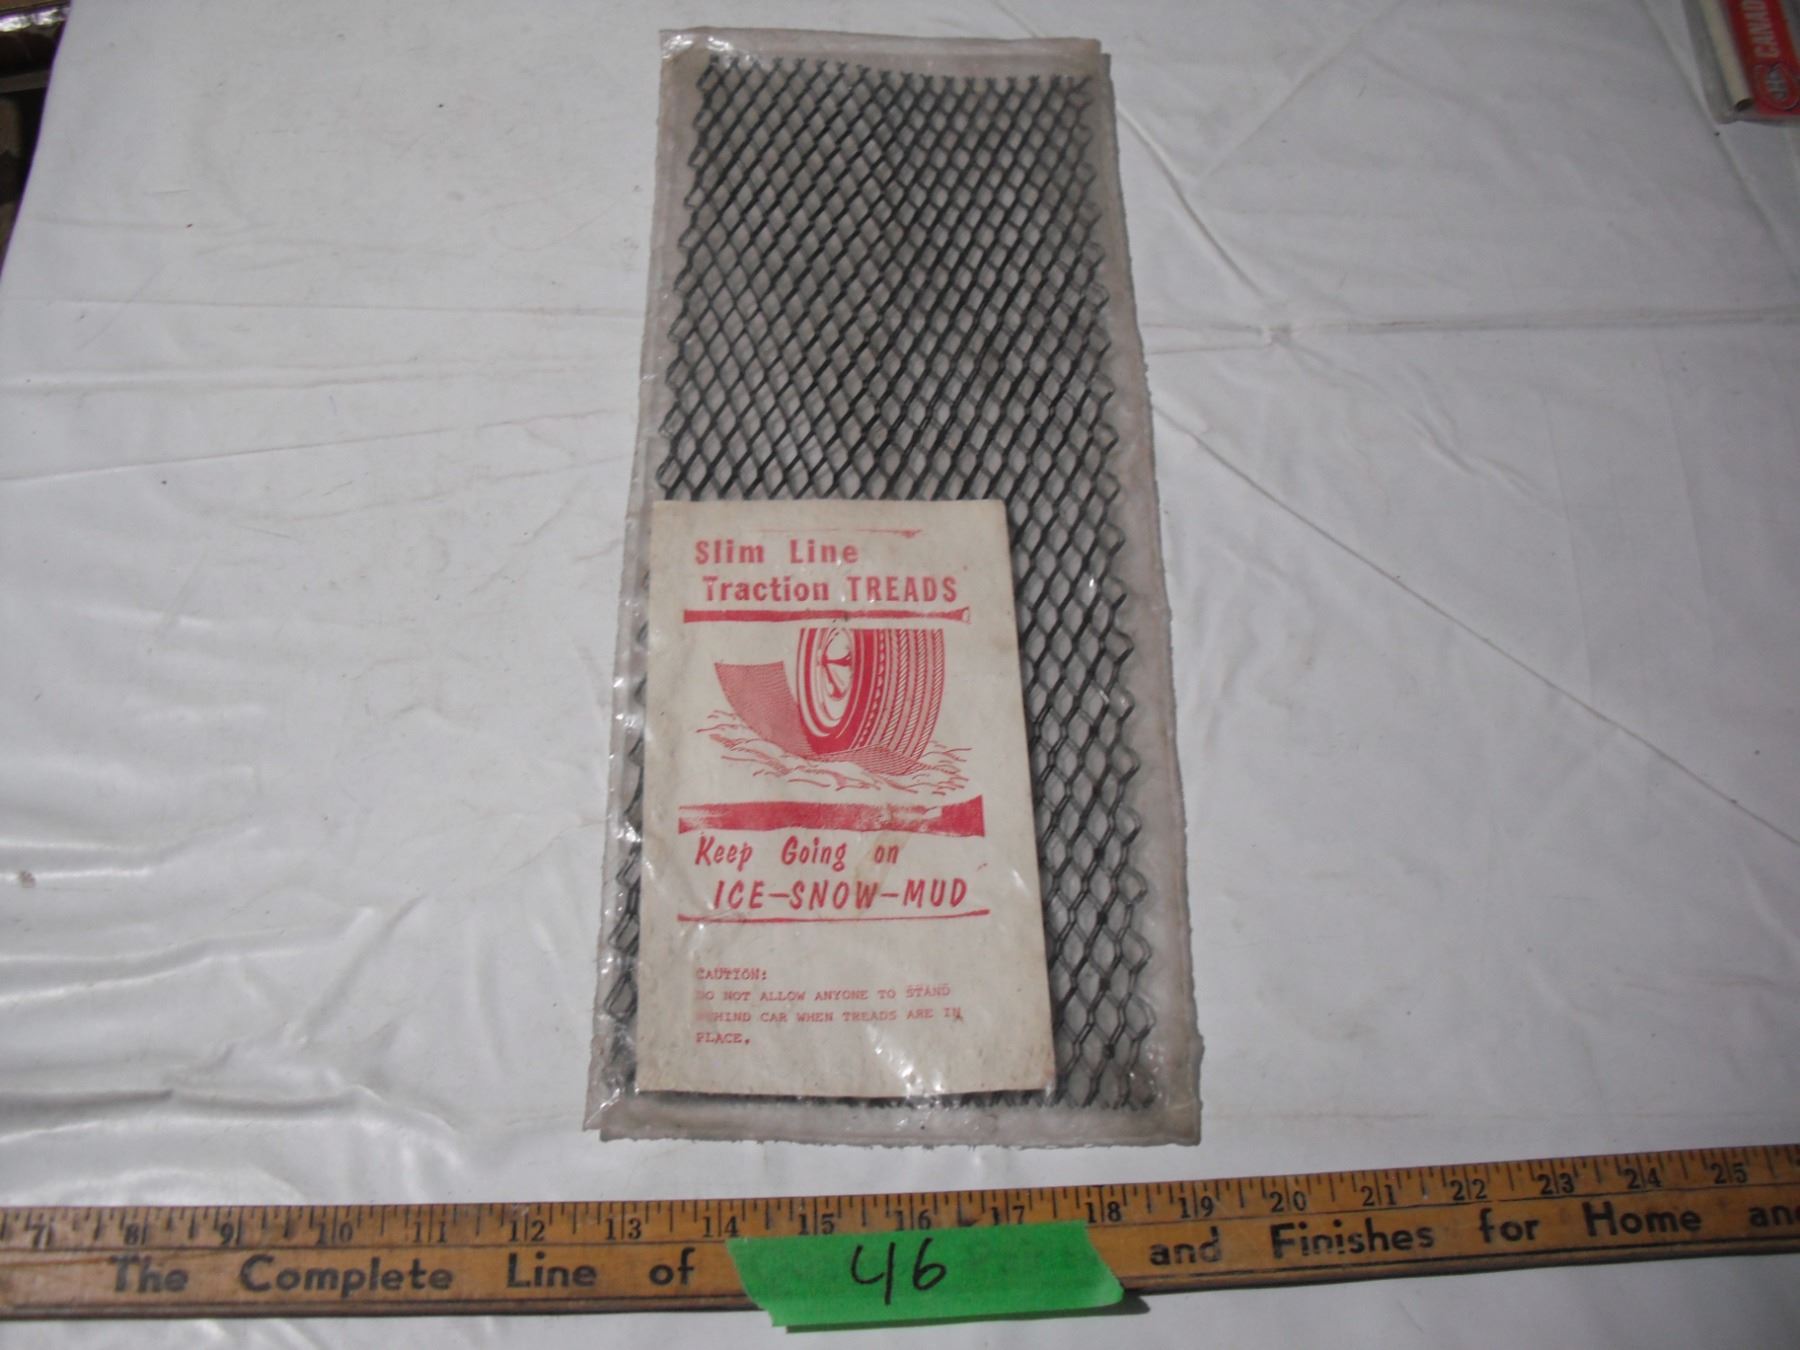 CANAD
Slim Line
Traction TREADS
Keep Going on
ICE-SNOW-MUD
CAUTION:
DO NOT ALLOW ANYONE TO STAND
BEHIND CAR WHEN TREADS ARE IN
PLACE.
7 8 9 10 11 12 13 14 15 16 17 18 19 20 21 22 23 24 25
The Complete Line of and Finishes for Home and
46